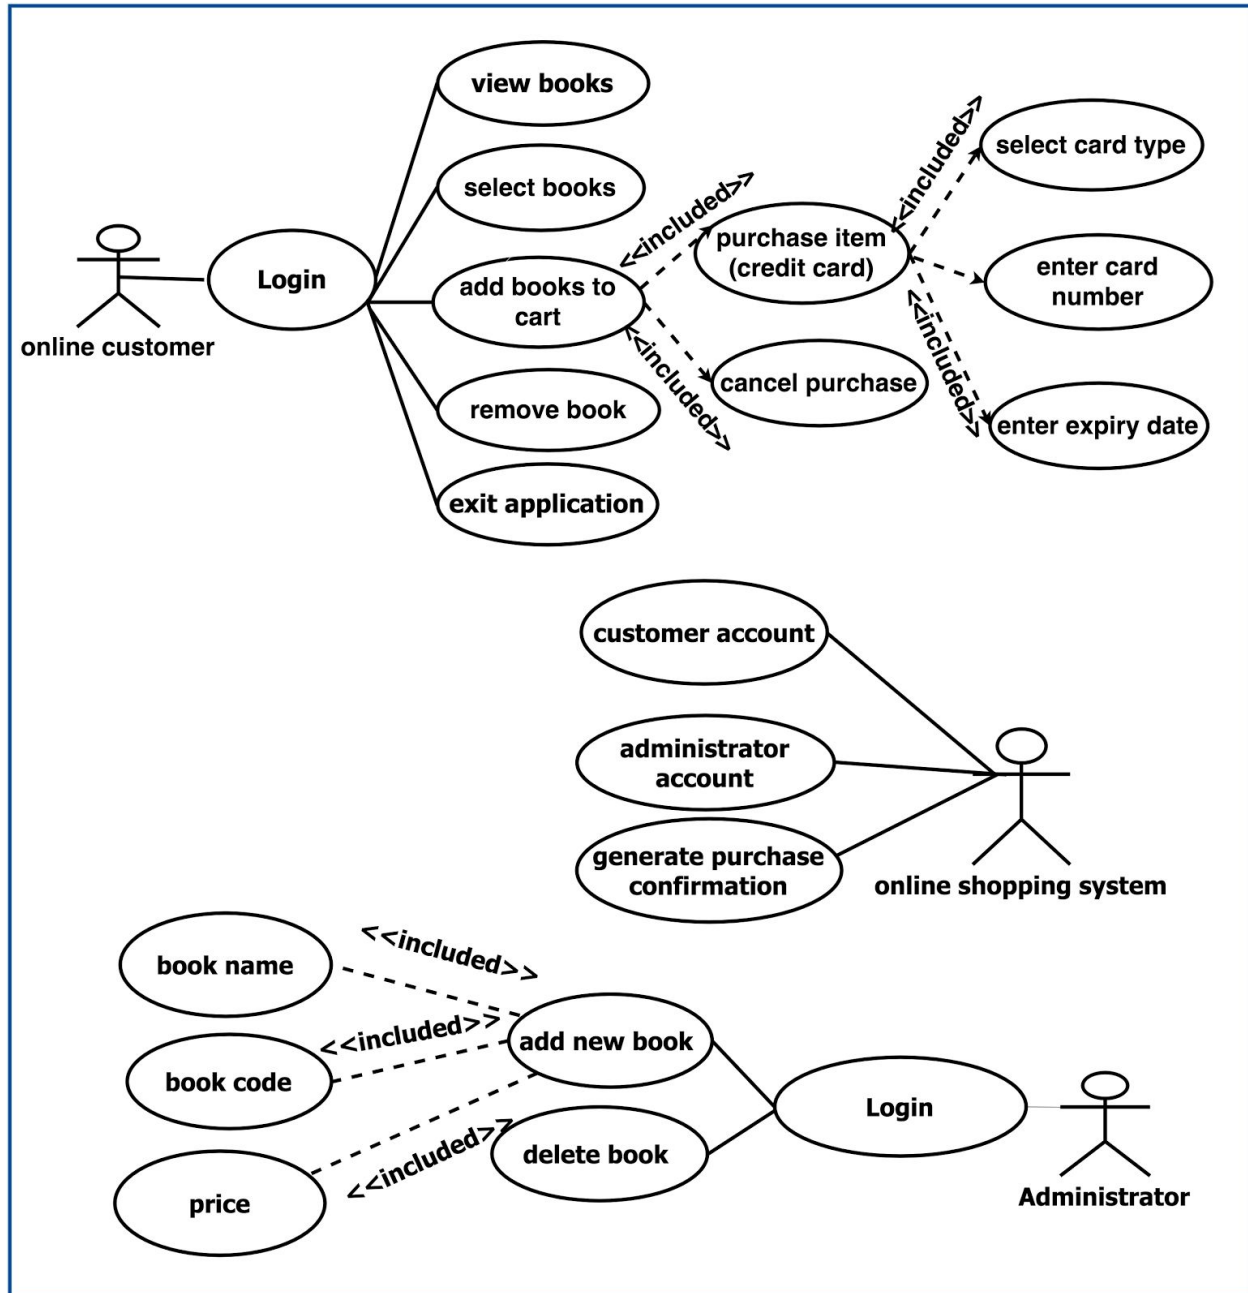 view books
select books
Login
online customer
add books to
cart
remove book
exit application
<<included>>
<<included>>
purchase item
(credit card)
cancel purchase
<<included>>
<<included>>
select card type
enter card
number
enter expiry date
customer account
administrator
account
generate purchase
confirmation
online shopping system
book name
book code
price
<<included>>
<<included>>
<<included>>
add new book
delete book
Login
Administrator